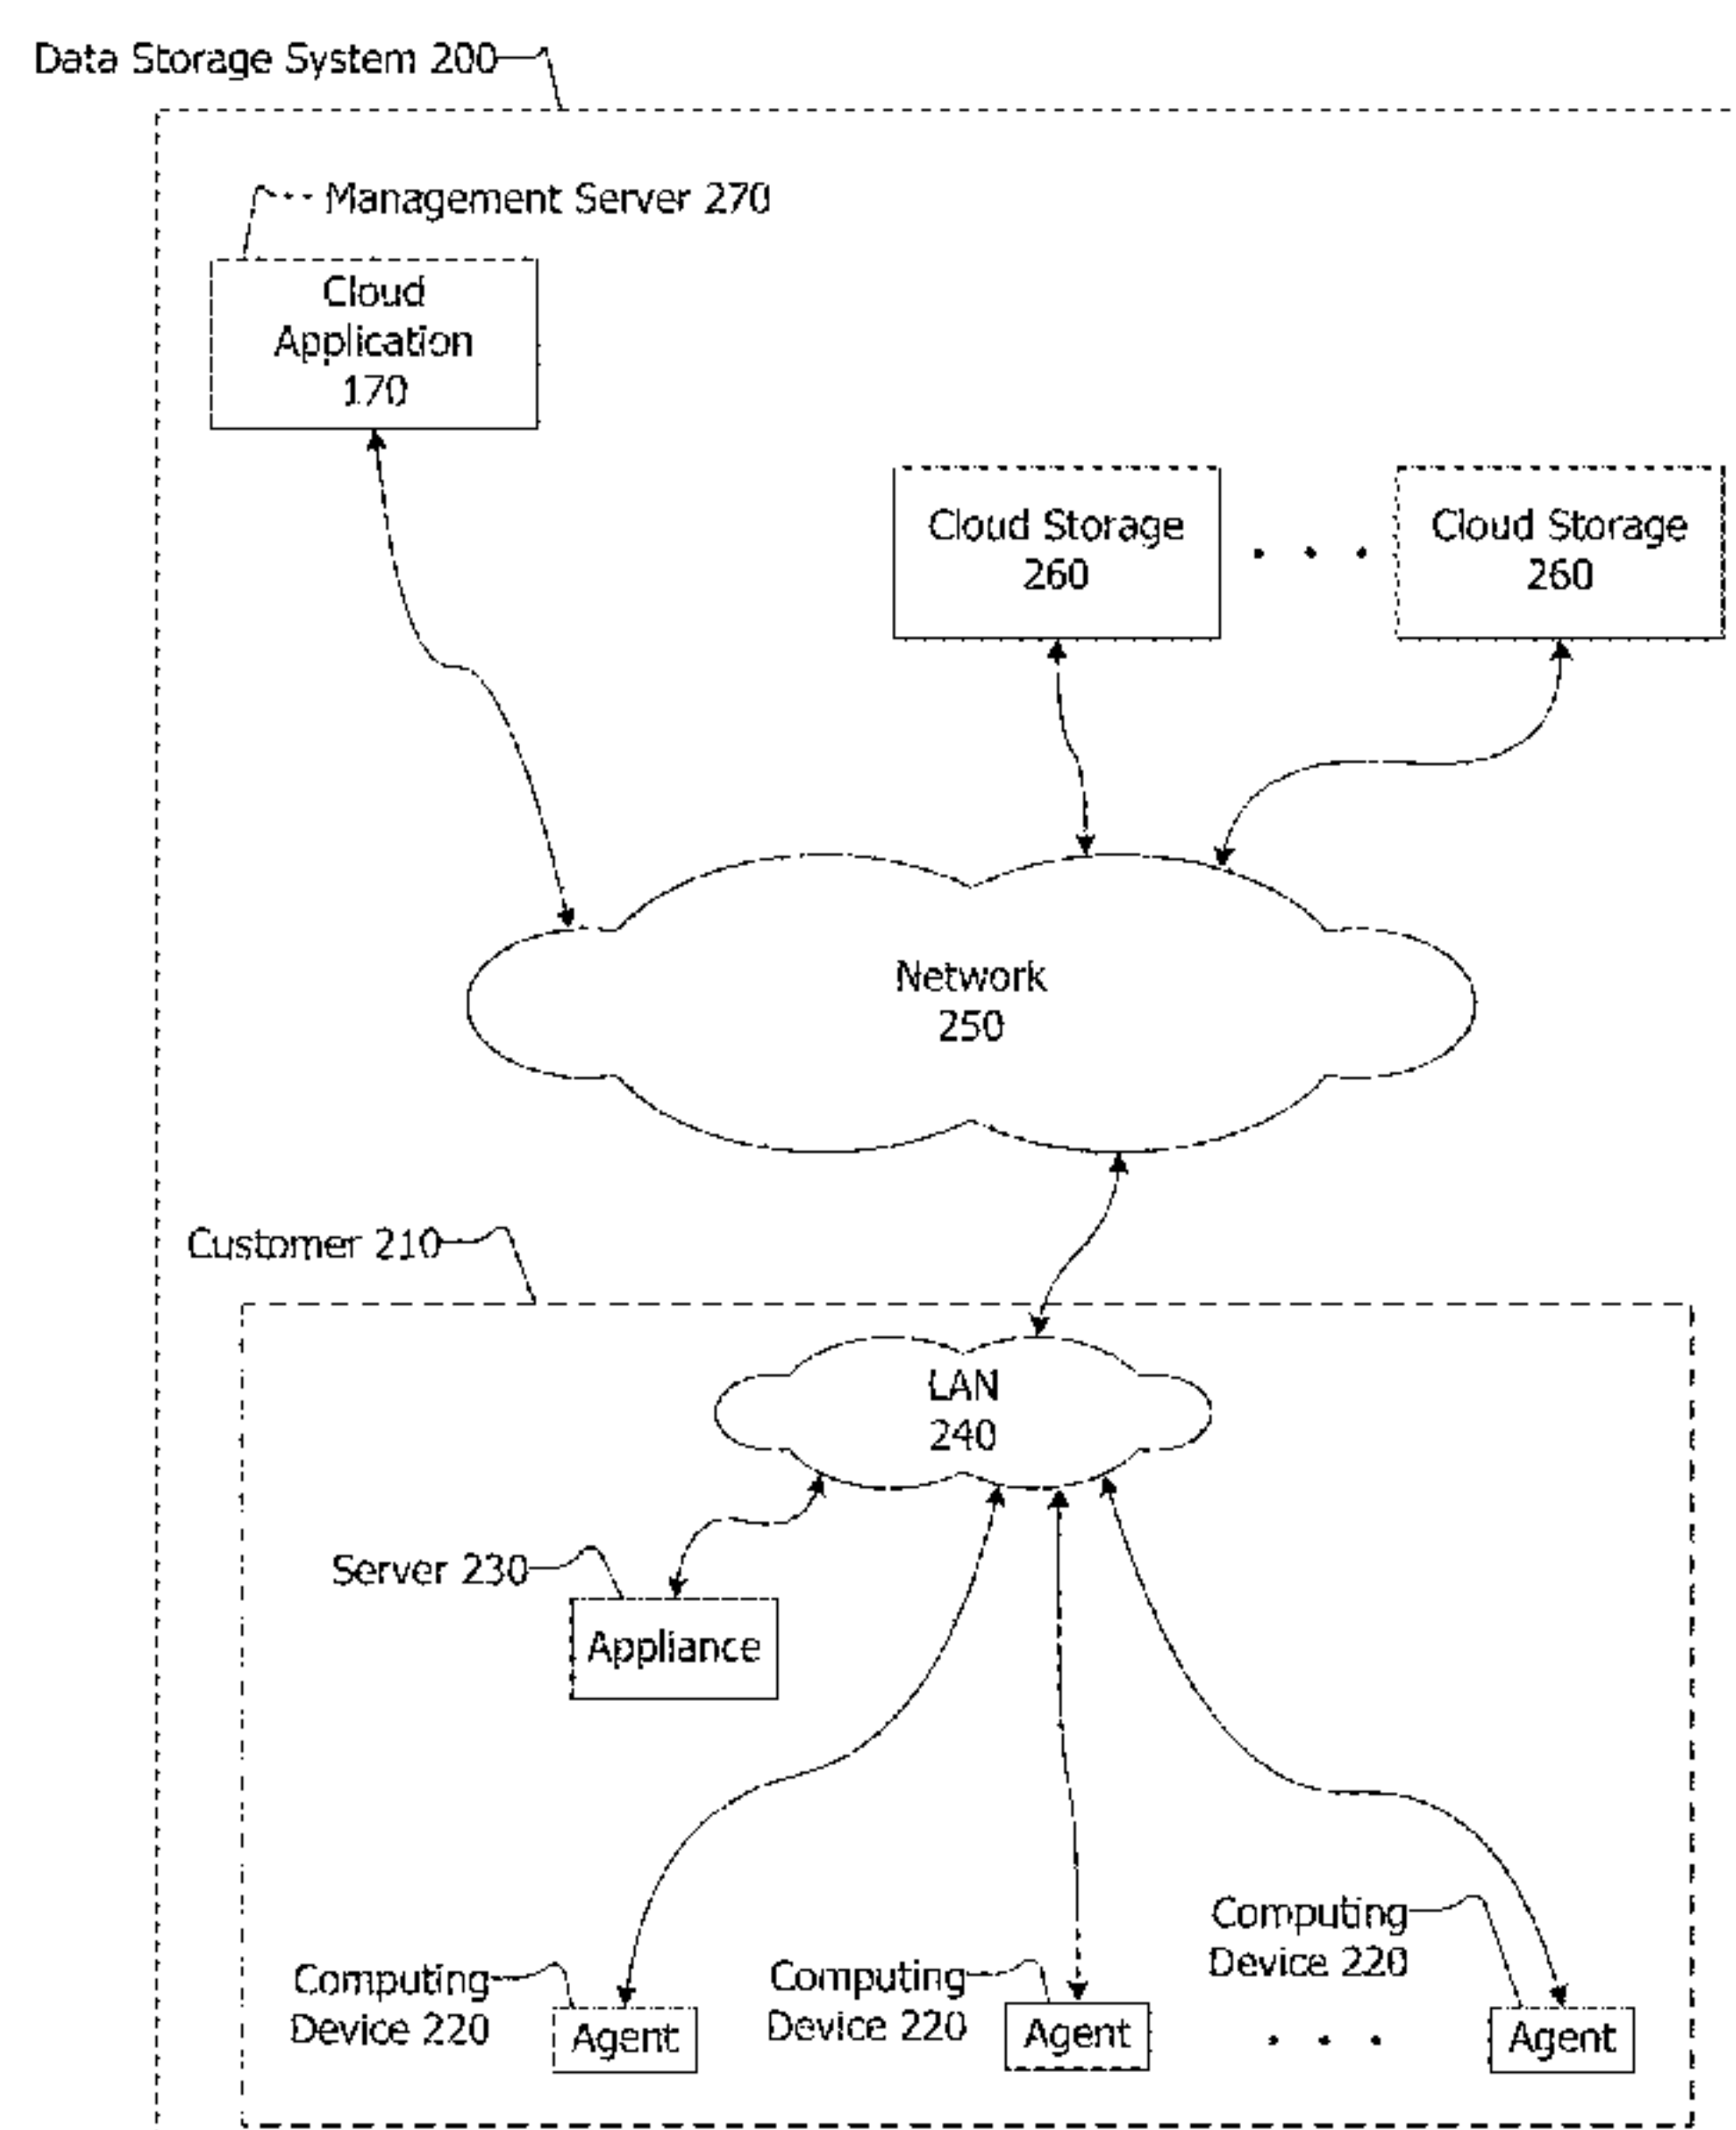 Data Storage System 200
Management Server 270
Cloud
Application
170
Cloud Storage
260
Cloud Storage
260
Network
250
Customer 210
LAN
240
Server 230
Appliance
Computing
Device 220
Agent
Computing
Device 220
Agent
Computing
Device 220
Agent